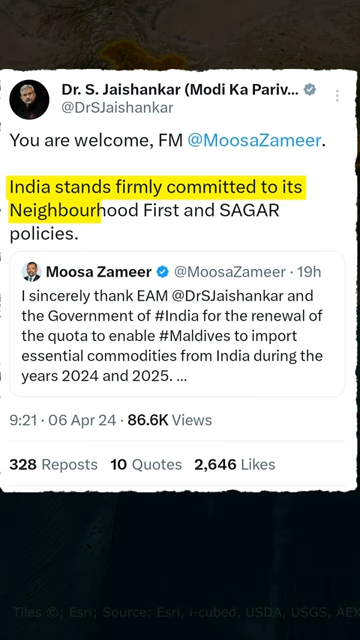 Dr. S. Jaishankar (Modi Ka Pariv...
@DrSJaishankar
You are welcome, FM @MoosaZameer.
India stands firmly committed to its
Neighbourhood First and SAGAR
policies.
Moosa Zameer @MoosaZameer · 19h
I sincerely thank EAM @DrSJaishankar and
the Government of #India for the renewal of
the quota to enable #Maldives to import
essential commodities from India during the
years 2024 and 2025. ...
9:21 · 06 Apr 24 · 86.6K Views
328 Reposts 10 Quotes 2,646 Likes
Tiles ©; Esri; Source: Esri, i-cubed, USDA, USGS, AEX